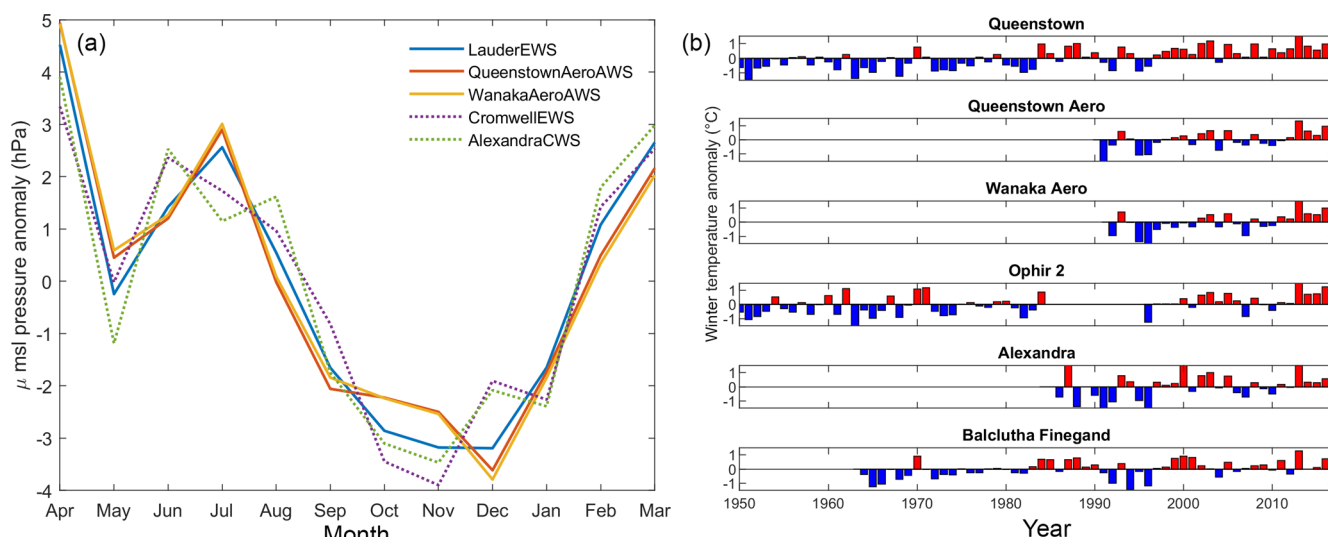 (a)
LauderEWS
QueenstownAeroAWS
WanakaAeroAWS
CromwellEWS
AlexandraCWS
μ msl pressure anomaly (hPa)
5
4
3
2
1
0
-1
-2
-3
-4
Apr May Jun Jul Aug Sep Oct Nov Dec Jan Feb Mar
Month
(b)
Winter temperature anomaly (°C)
Queenstown
1
0
-1
Queenstown Aero
1
0
-1
Wanaka Aero
1
0
-1
Ophir 2
1
0
-1
Alexandra
1
0
-1
Balclutha Finegand
1
0
-1
1950 1960 1970 1980 1990 2000 2010
Year